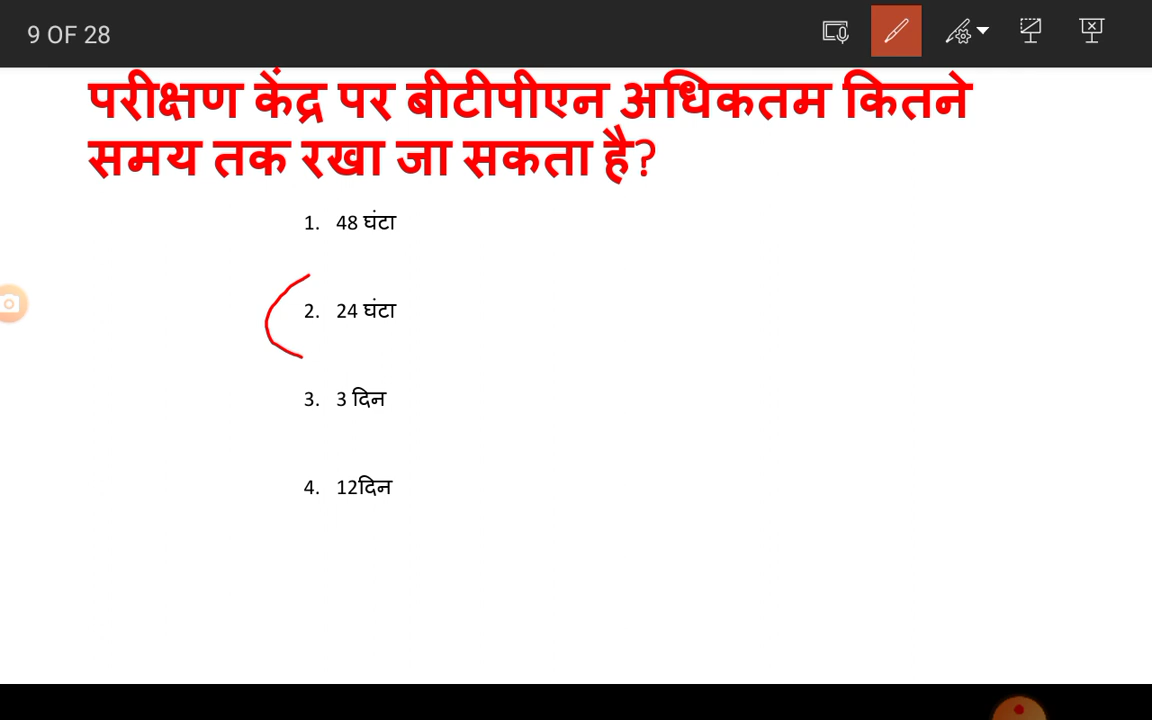 9 OF 28
परीक्षण केंद्र पर बीटीपीएन अधिकतम कितने
समय तक रखा जा सकता है?
1. 48 घंटा
2. 24 घंटा
3. 3 दिन
4. 12दिन